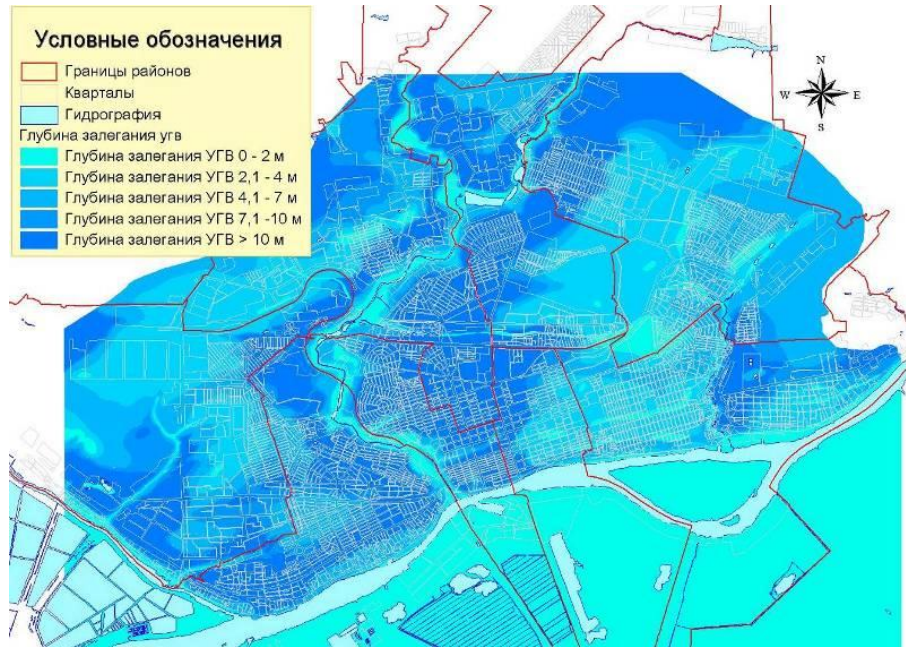 Условные обозначения
Границы районов
Кварталы
Гидрография
Глубина залегания угв
Глубина залегания УГВ 0 - 2 м
Глубина залегания УГВ 2,1 - 4 м
Глубина залегания УГВ 4,1 - 7 м
Глубина залегания УГВ 7,1 -10 м
Глубина залегания УГВ > 10 м
N
W E
S